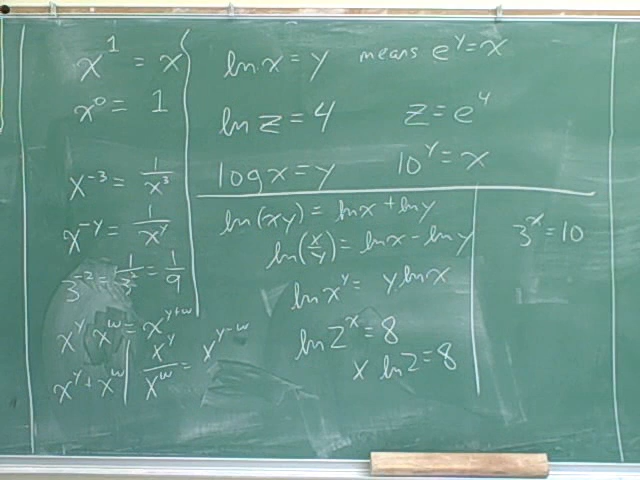 x¹ = x
x⁰ = 1
x⁻³ = 1/x³
x⁻ʸ = 1/xʸ
3⁻² = 1/3² = 1/9
xʸ xʷ = xʸ⁺ʷ
xʸ + xʷ | xʸ/xʷ = xʸ⁻ʷ
ln x = y means eʸ = x
ln z = 4 z = e⁴
log x = y 10ʸ = x
ln(xy) = ln x + ln y
ln(x/y) = ln x - ln y
ln xʸ = y ln x
ln 2ˣ = 8
x ln 2 = 8
3ˣ = 10